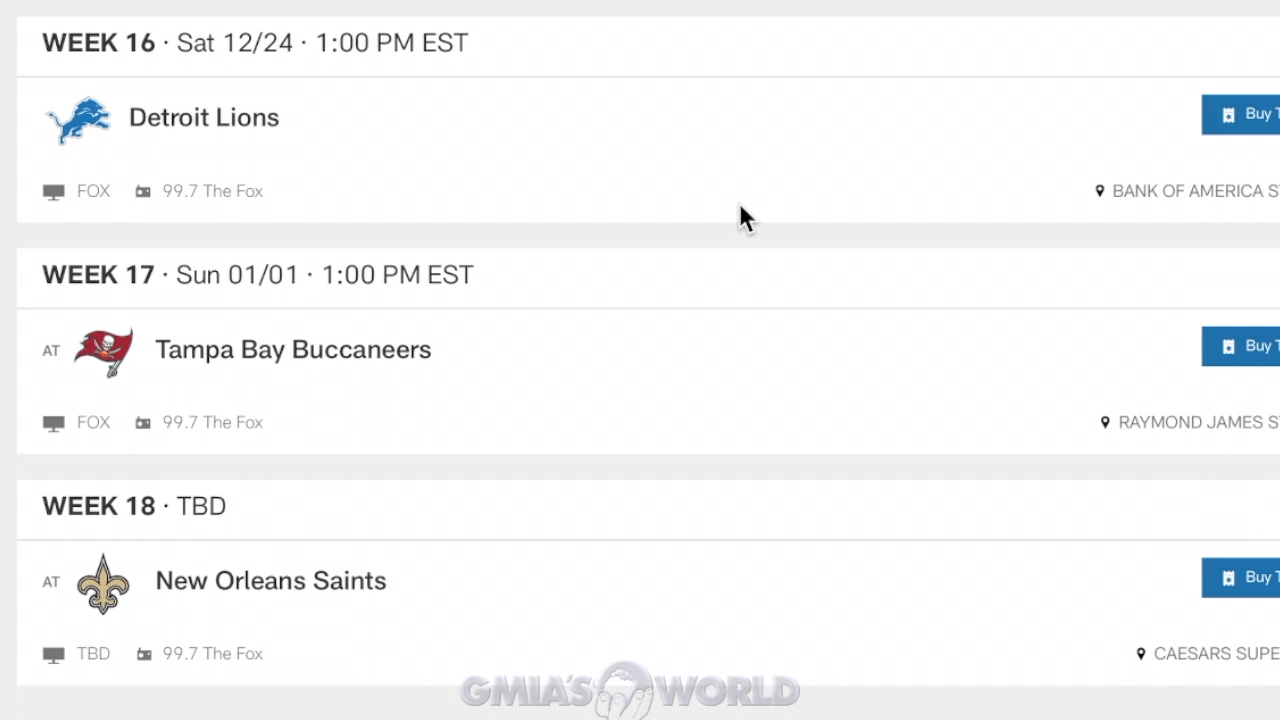 WEEK 16 · Sat 12/24 · 1:00 PM EST
Detroit Lions
Buy
FOX 99.7 The Fox
BANK OF AMERICA
WEEK 17 · Sun 01/01 · 1:00 PM EST
AT Tampa Bay Buccaneers
Buy
FOX 99.7 The Fox
RAYMOND JAMES
WEEK 18 · TBD
AT New Orleans Saints
Buy
TBD 99.7 The Fox
CAESARS SUPE
GMIA'S WORLD